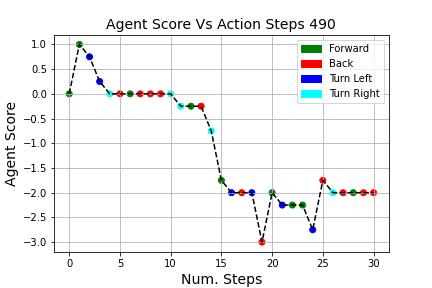 Agent Score Vs Action Steps 490
Agent Score
1.0
0.5
0.0
−0.5
−1.0
−1.5
−2.0
−2.5
−3.0
Forward
Back
Turn Left
Turn Right
0 5 10 15 20 25 30
Num. Steps